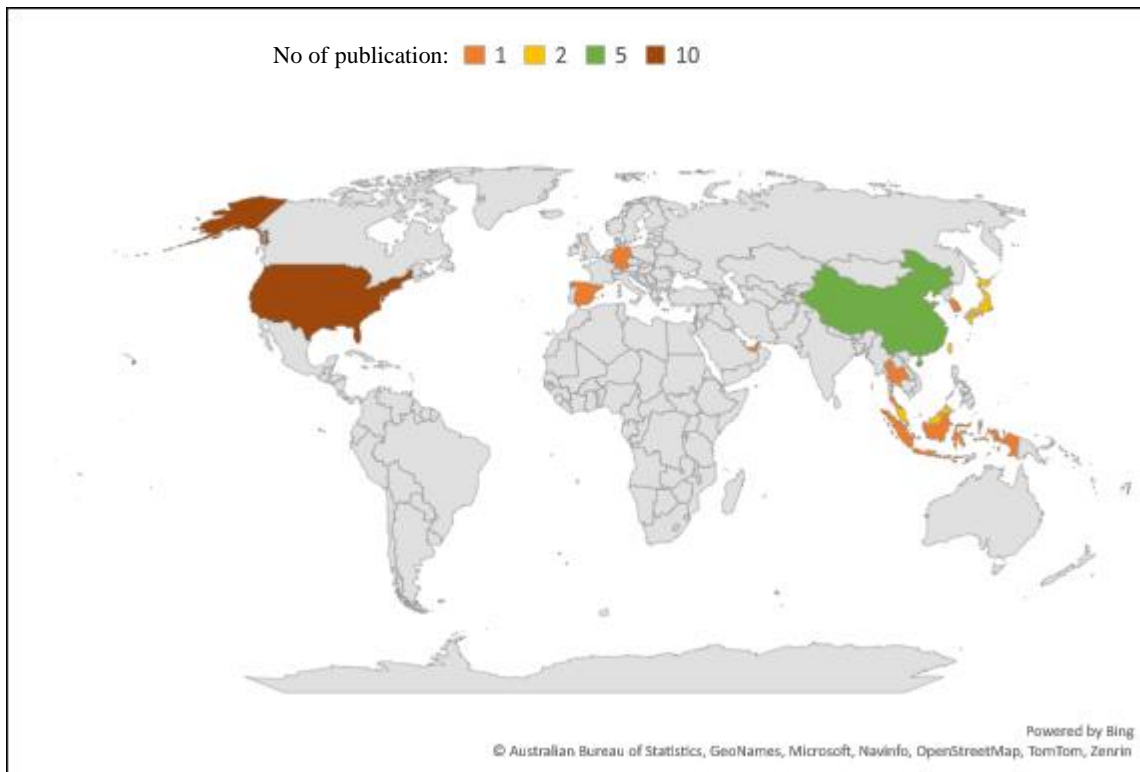 No of publication: 1 2 5 10
Powered by Bing
© Australian Bureau of Statistics, GeoNames, Microsoft, Navinfo, OpenStreetMap, TomTom, Zenrin